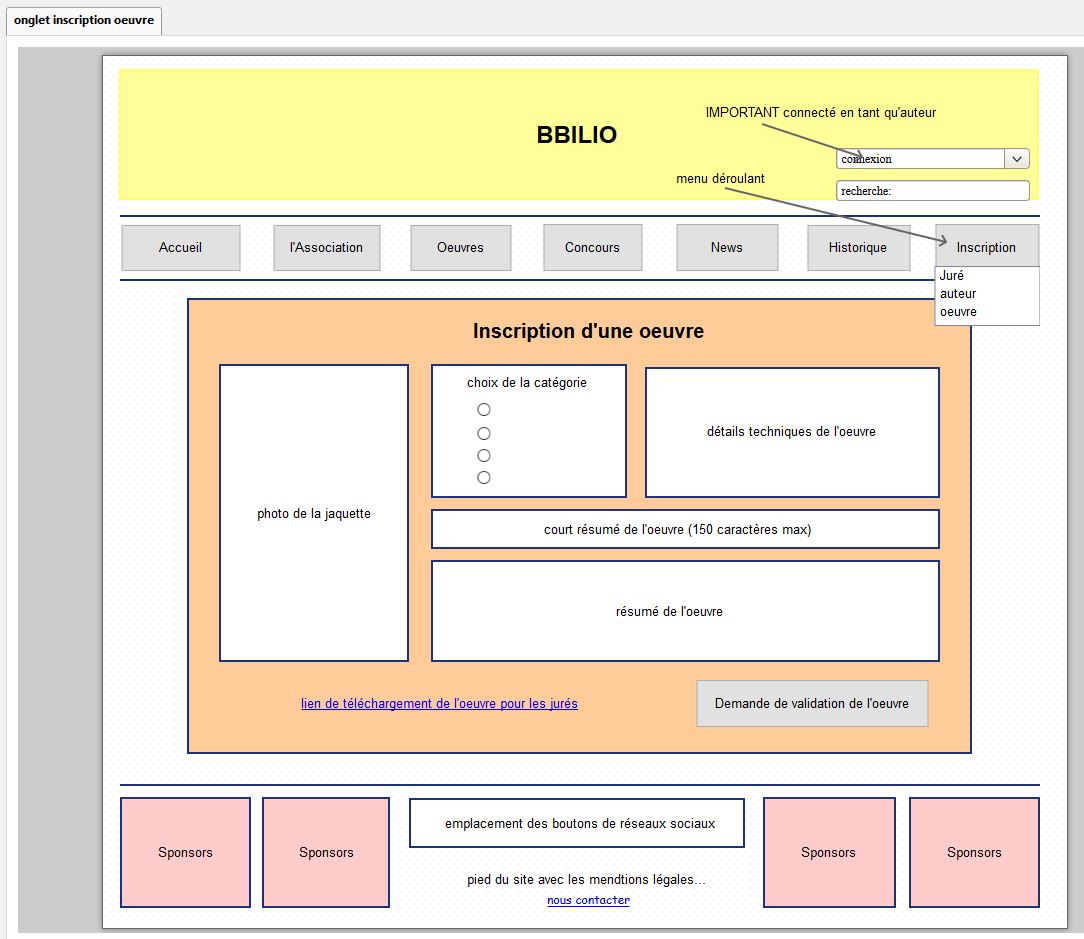 onglet inscription oeuvre
IMPORTANT connecté en tant qu'auteur
BBILIO
connexion
menu déroulant
recherche:
Accueil
l'Association
Oeuvres
Concours
News
Historique
Inscription
Juré
auteur
oeuvre
Inscription d'une oeuvre
choix de la catégorie
détails techniques de l'oeuvre
photo de la jaquette
court résumé de l'oeuvre (150 caractères max)
résumé de l'oeuvre
lien de téléchargement de l'oeuvre pour les jurés
Demande de validation de l'oeuvre
emplacement des boutons de réseaux sociaux
Sponsors
Sponsors
Sponsors
Sponsors
pied du site avec les mendtions légales...
nous contacter